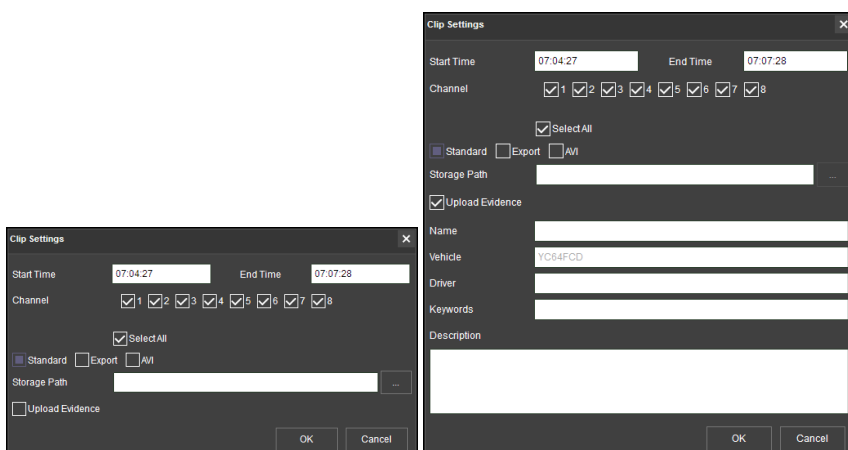 Clip Settings
Start Time 07:04:27 End Time 07:07:28
Channel 1 2 3 4 5 6 7 8
Select All
Standard Export AVI
Storage Path ...
Upload Evidence
OK Cancel
Clip Settings
Start Time 07:04:27 End Time 07:07:28
Channel 1 2 3 4 5 6 7 8
Select All
Standard Export AVI
Storage Path ...
Upload Evidence
Name
Vehicle YC64FCD
Driver
Keywords
Description
OK Cancel